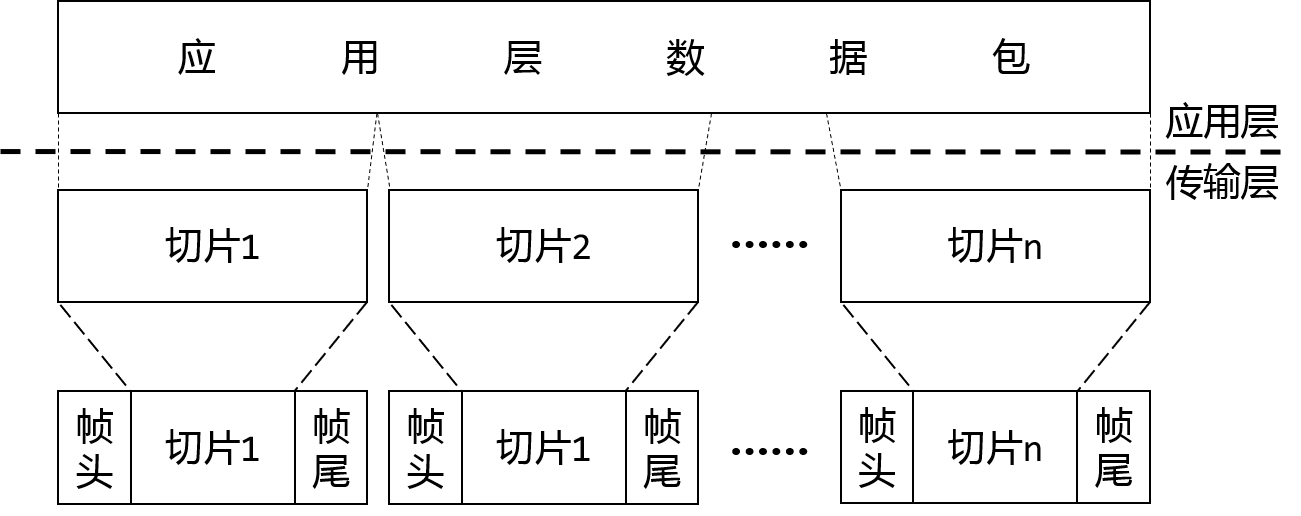 应用层数据包
应用层
传输层
切片1
切片2
······
切片n
帧头
切片1
帧尾
帧头
切片1
帧尾
······
帧头
切片n
帧尾